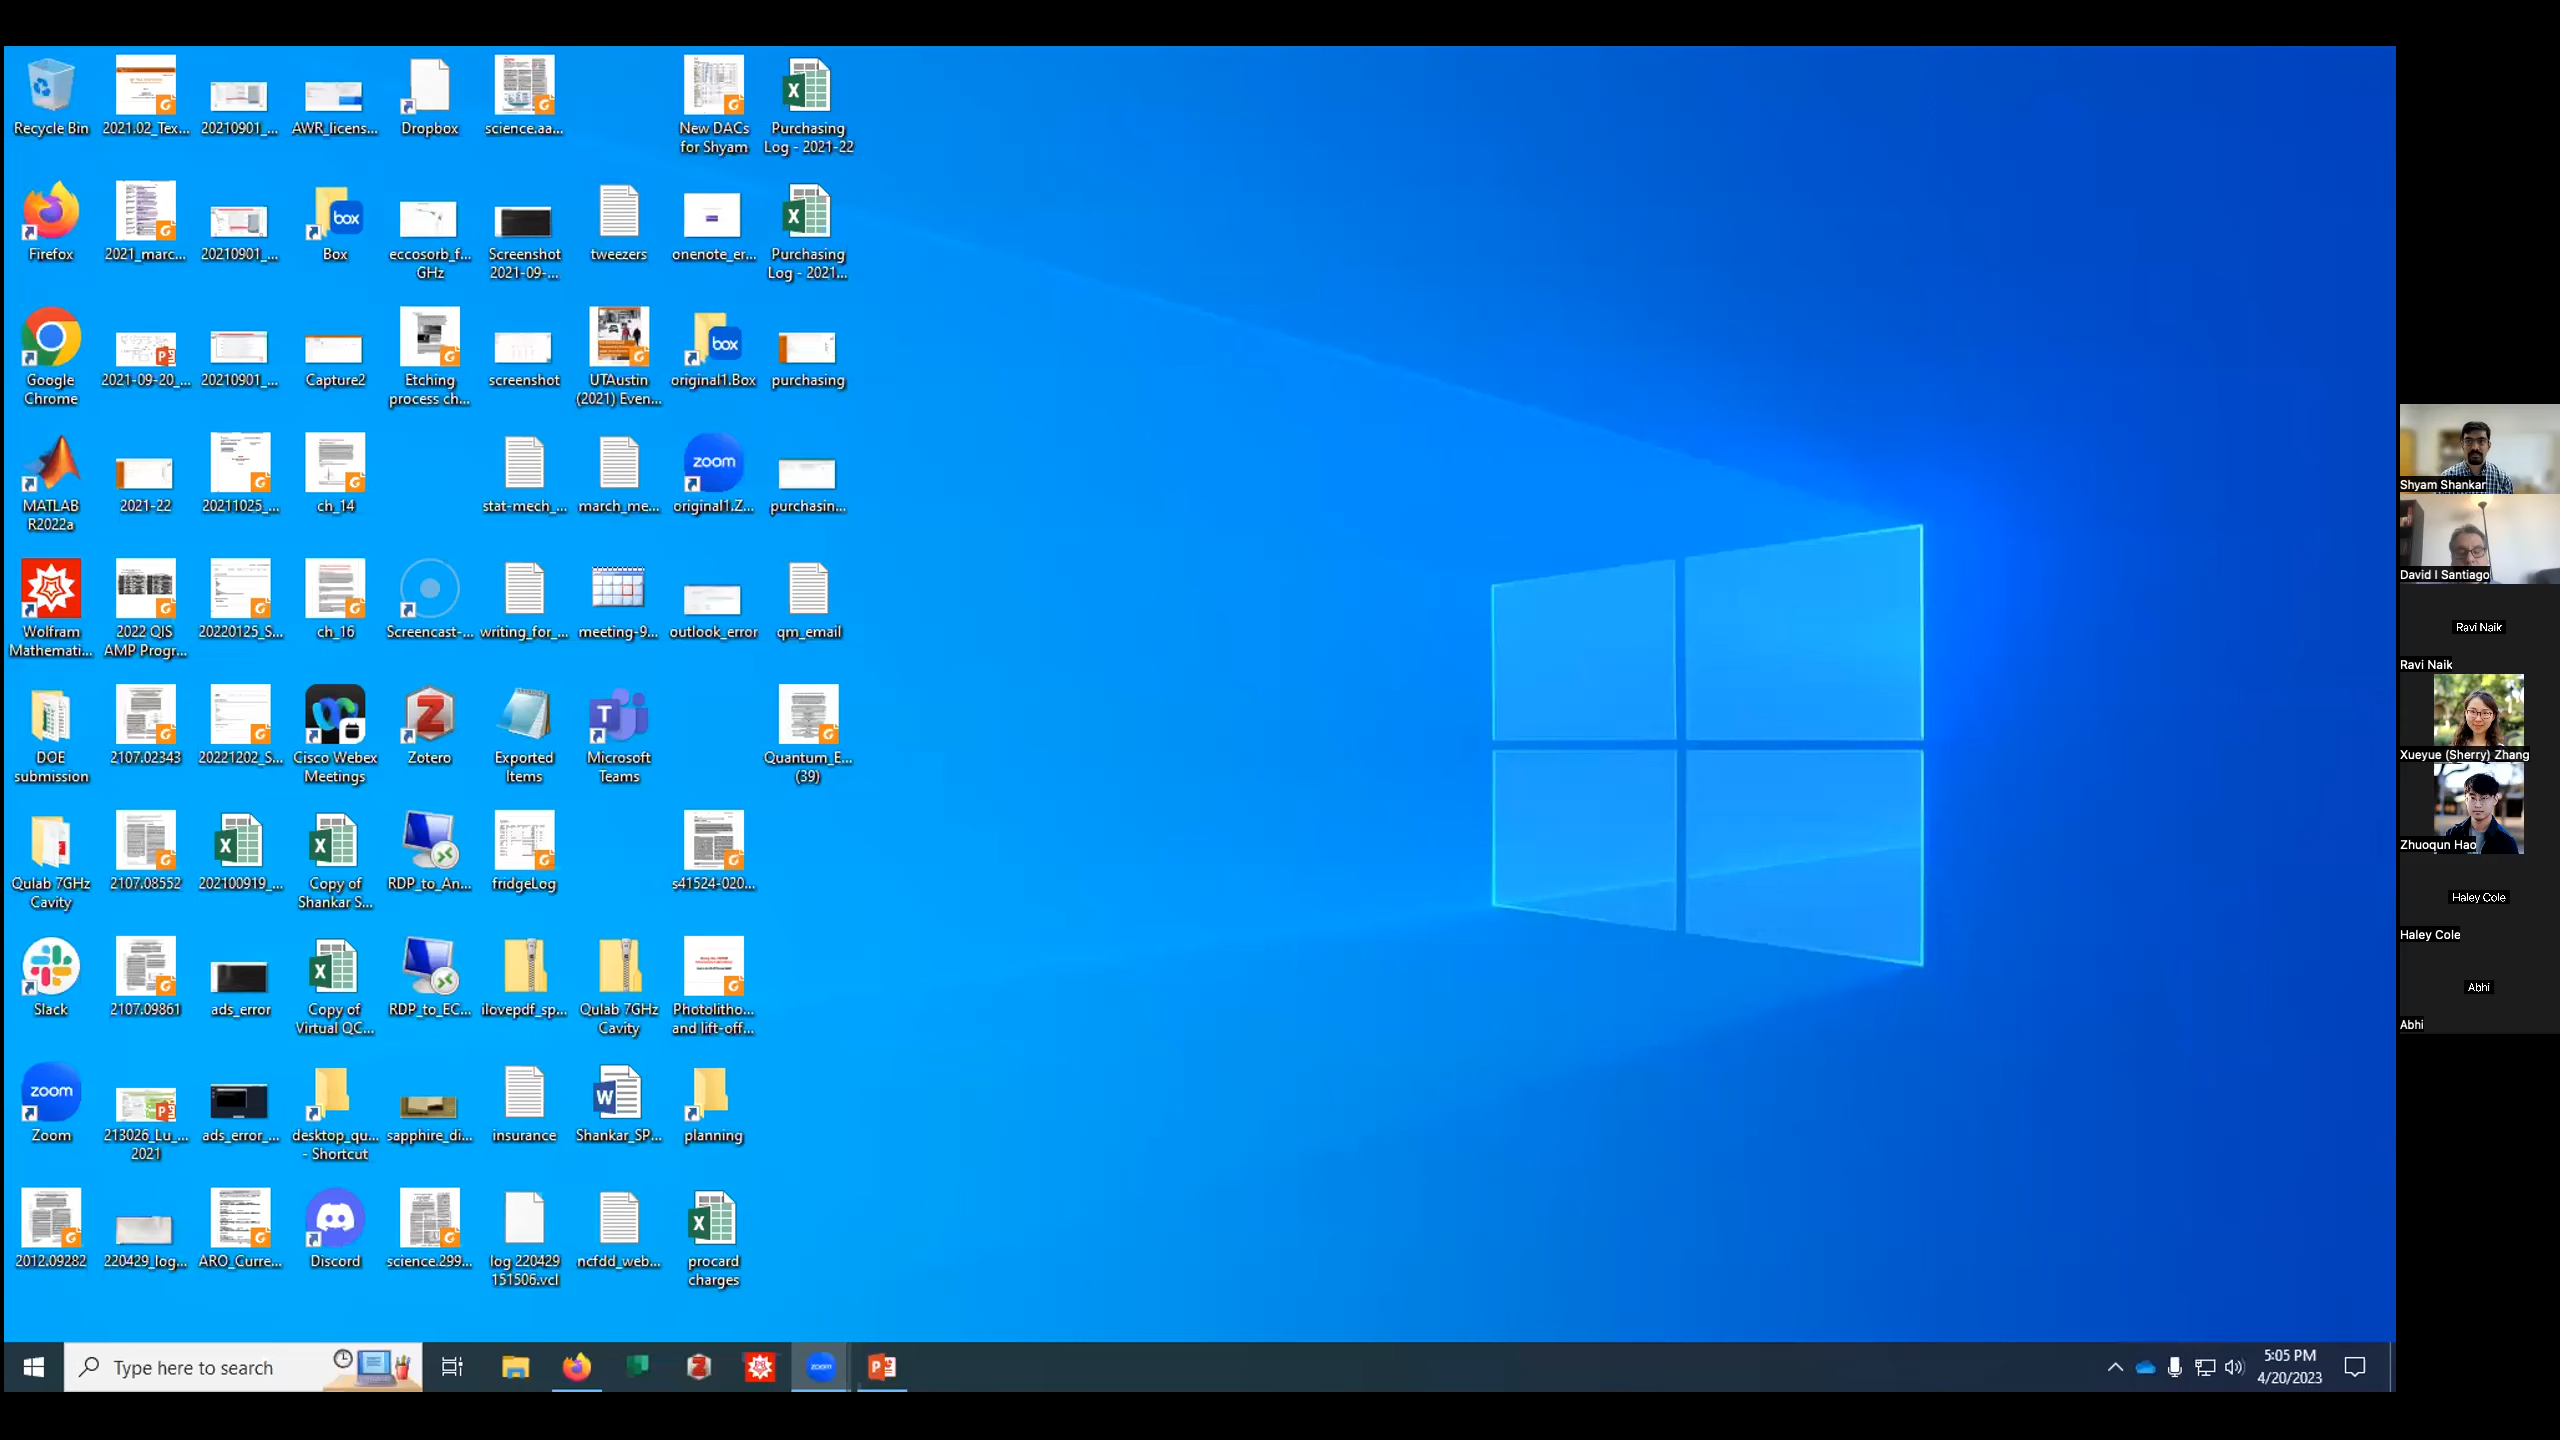 Recycle Bin
2021.02_Tex...
20210901_...
AWR_licens...
Dropbox
science.aa...
New DACs
for Shyam
Purchasing
Log - 2021-22
Firefox
2021_marc...
20210901_...
box
Box
eccosorb_f...
GHz
Screenshot
2021-09-...
tweezers
onenote_er...
Purchasing
Log - 2021...
Google
Chrome
2021-09-20_...
20210901_...
Capture2
Etching
process ch...
screenshot
UTAustin
(2021) Even...
box
original1.Box
purchasing
MATLAB
R2022a
2021-22
20211025_...
ch_14
stat-mech_...
march_me...
zoom
original1.Z...
purchasin...
Wolfram
Mathemati...
2022 QIS
AMP Progr...
20220125_S...
ch_16
Screencast-...
writing_for_...
meeting-9...
outlook_error
qm_email
DOE
submission
2107.02343
20221202_S...
Cisco Webex
Meetings
Zotero
Exported
Items
Microsoft
Teams
Quantum_E...
(39)
Qulab 7GHz
Cavity
2107.08552
202100919_...
Copy of
Shankar S...
RDP_to_An...
fridgeLog
s41524-020...
Slack
2107.09861
ads_error
Copy of
Virtual QC...
RDP_to_EC...
ilovepdf_sp...
Qulab 7GHz
Cavity
Photolitho...
and lift-off...
zoom
Zoom
213026_Lu_...
2021
ads_error_...
desktop_qu...
- Shortcut
sapphire_di...
insurance
Shankar_SP...
planning
2012.09282
220429_log...
ARO_Curre...
Discord
science.299...
log 220429
151506.vcl
ncfdd_web...
procard
charges
Type here to search
zoom
5:05 PM
4/20/2023
Shyam Shankar
David I Santiago
Ravi Naik
Ravi Naik
Xueyue (Sherry) Zhang
Zhuoqun Hao
Haley Cole
Haley Cole
Abhi
Abhi